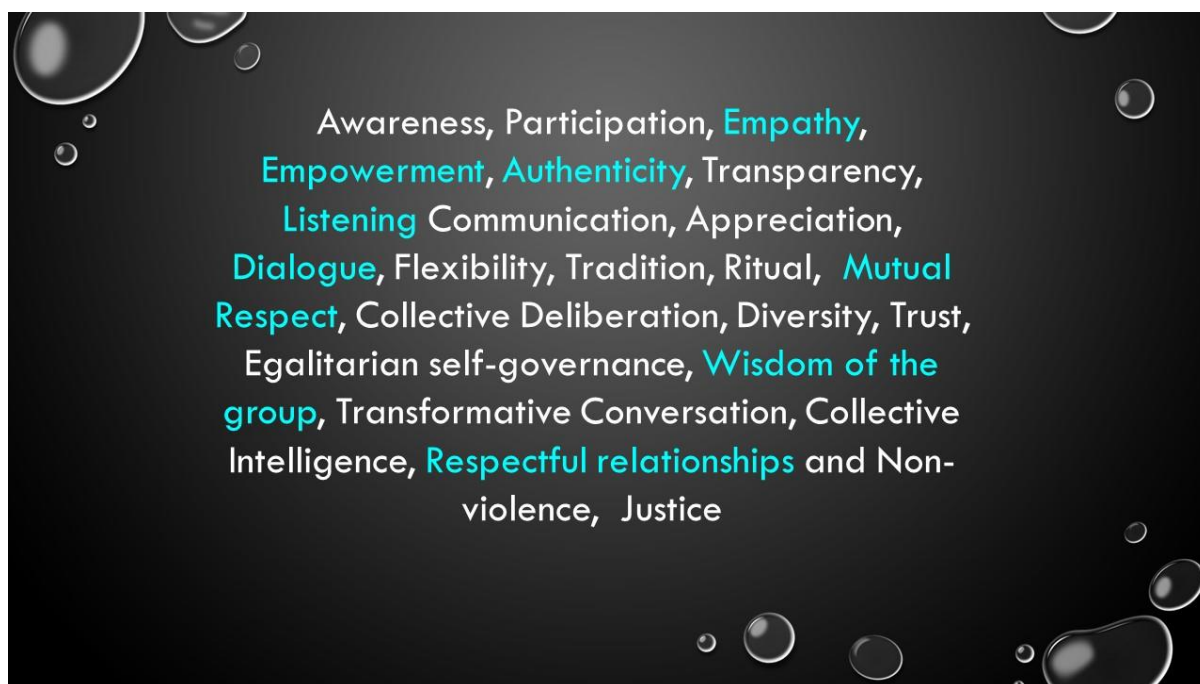 Awareness, Participation, Empathy,
Empowerment, Authenticity, Transparency,
Listening Communication, Appreciation,
Dialogue, Flexibility, Tradition, Ritual,  Mutual
Respect, Collective Deliberation, Diversity, Trust,
Egalitarian self-governance, Wisdom of the
group, Transformative Conversation, Collective
Intelligence, Respectful relationships and Non-
violence,  Justice